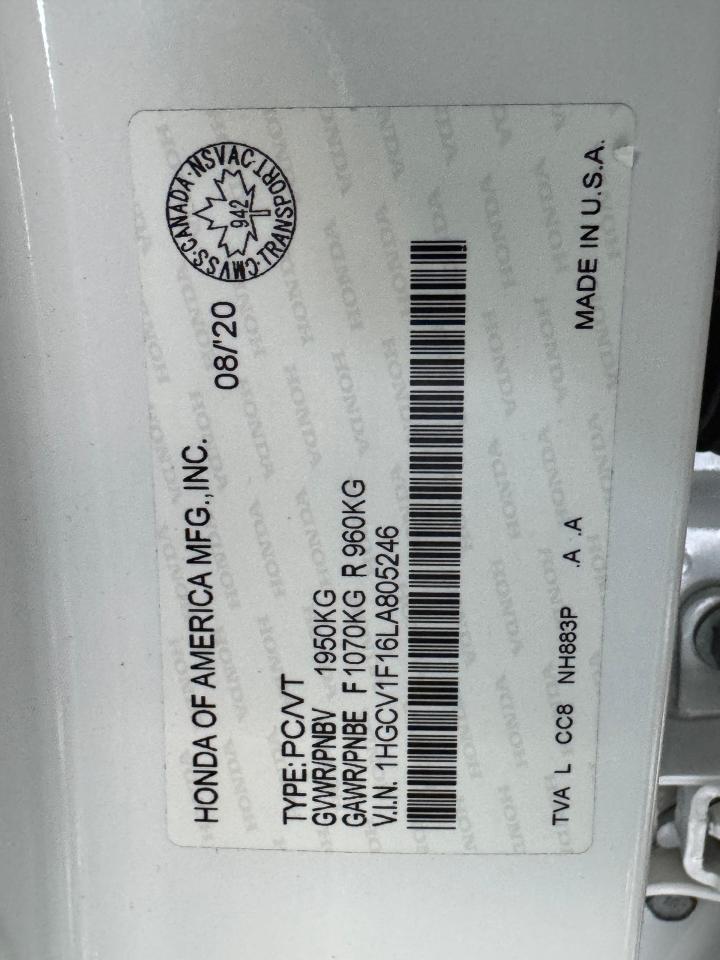 HONDA OF AMERICA MFG.,INC. 08/'20
CMVSS·CANADA·NSVAC·TRANSPORT
942
TYPE: PC/VT
GVWR/PNBV 1950KG
GAWR/PNBE F 1070KG R 960KG
V.I.N. 1HGCV1F16LA805246
TVA L CC8 NH883P .A .A MADE IN U.S.A.